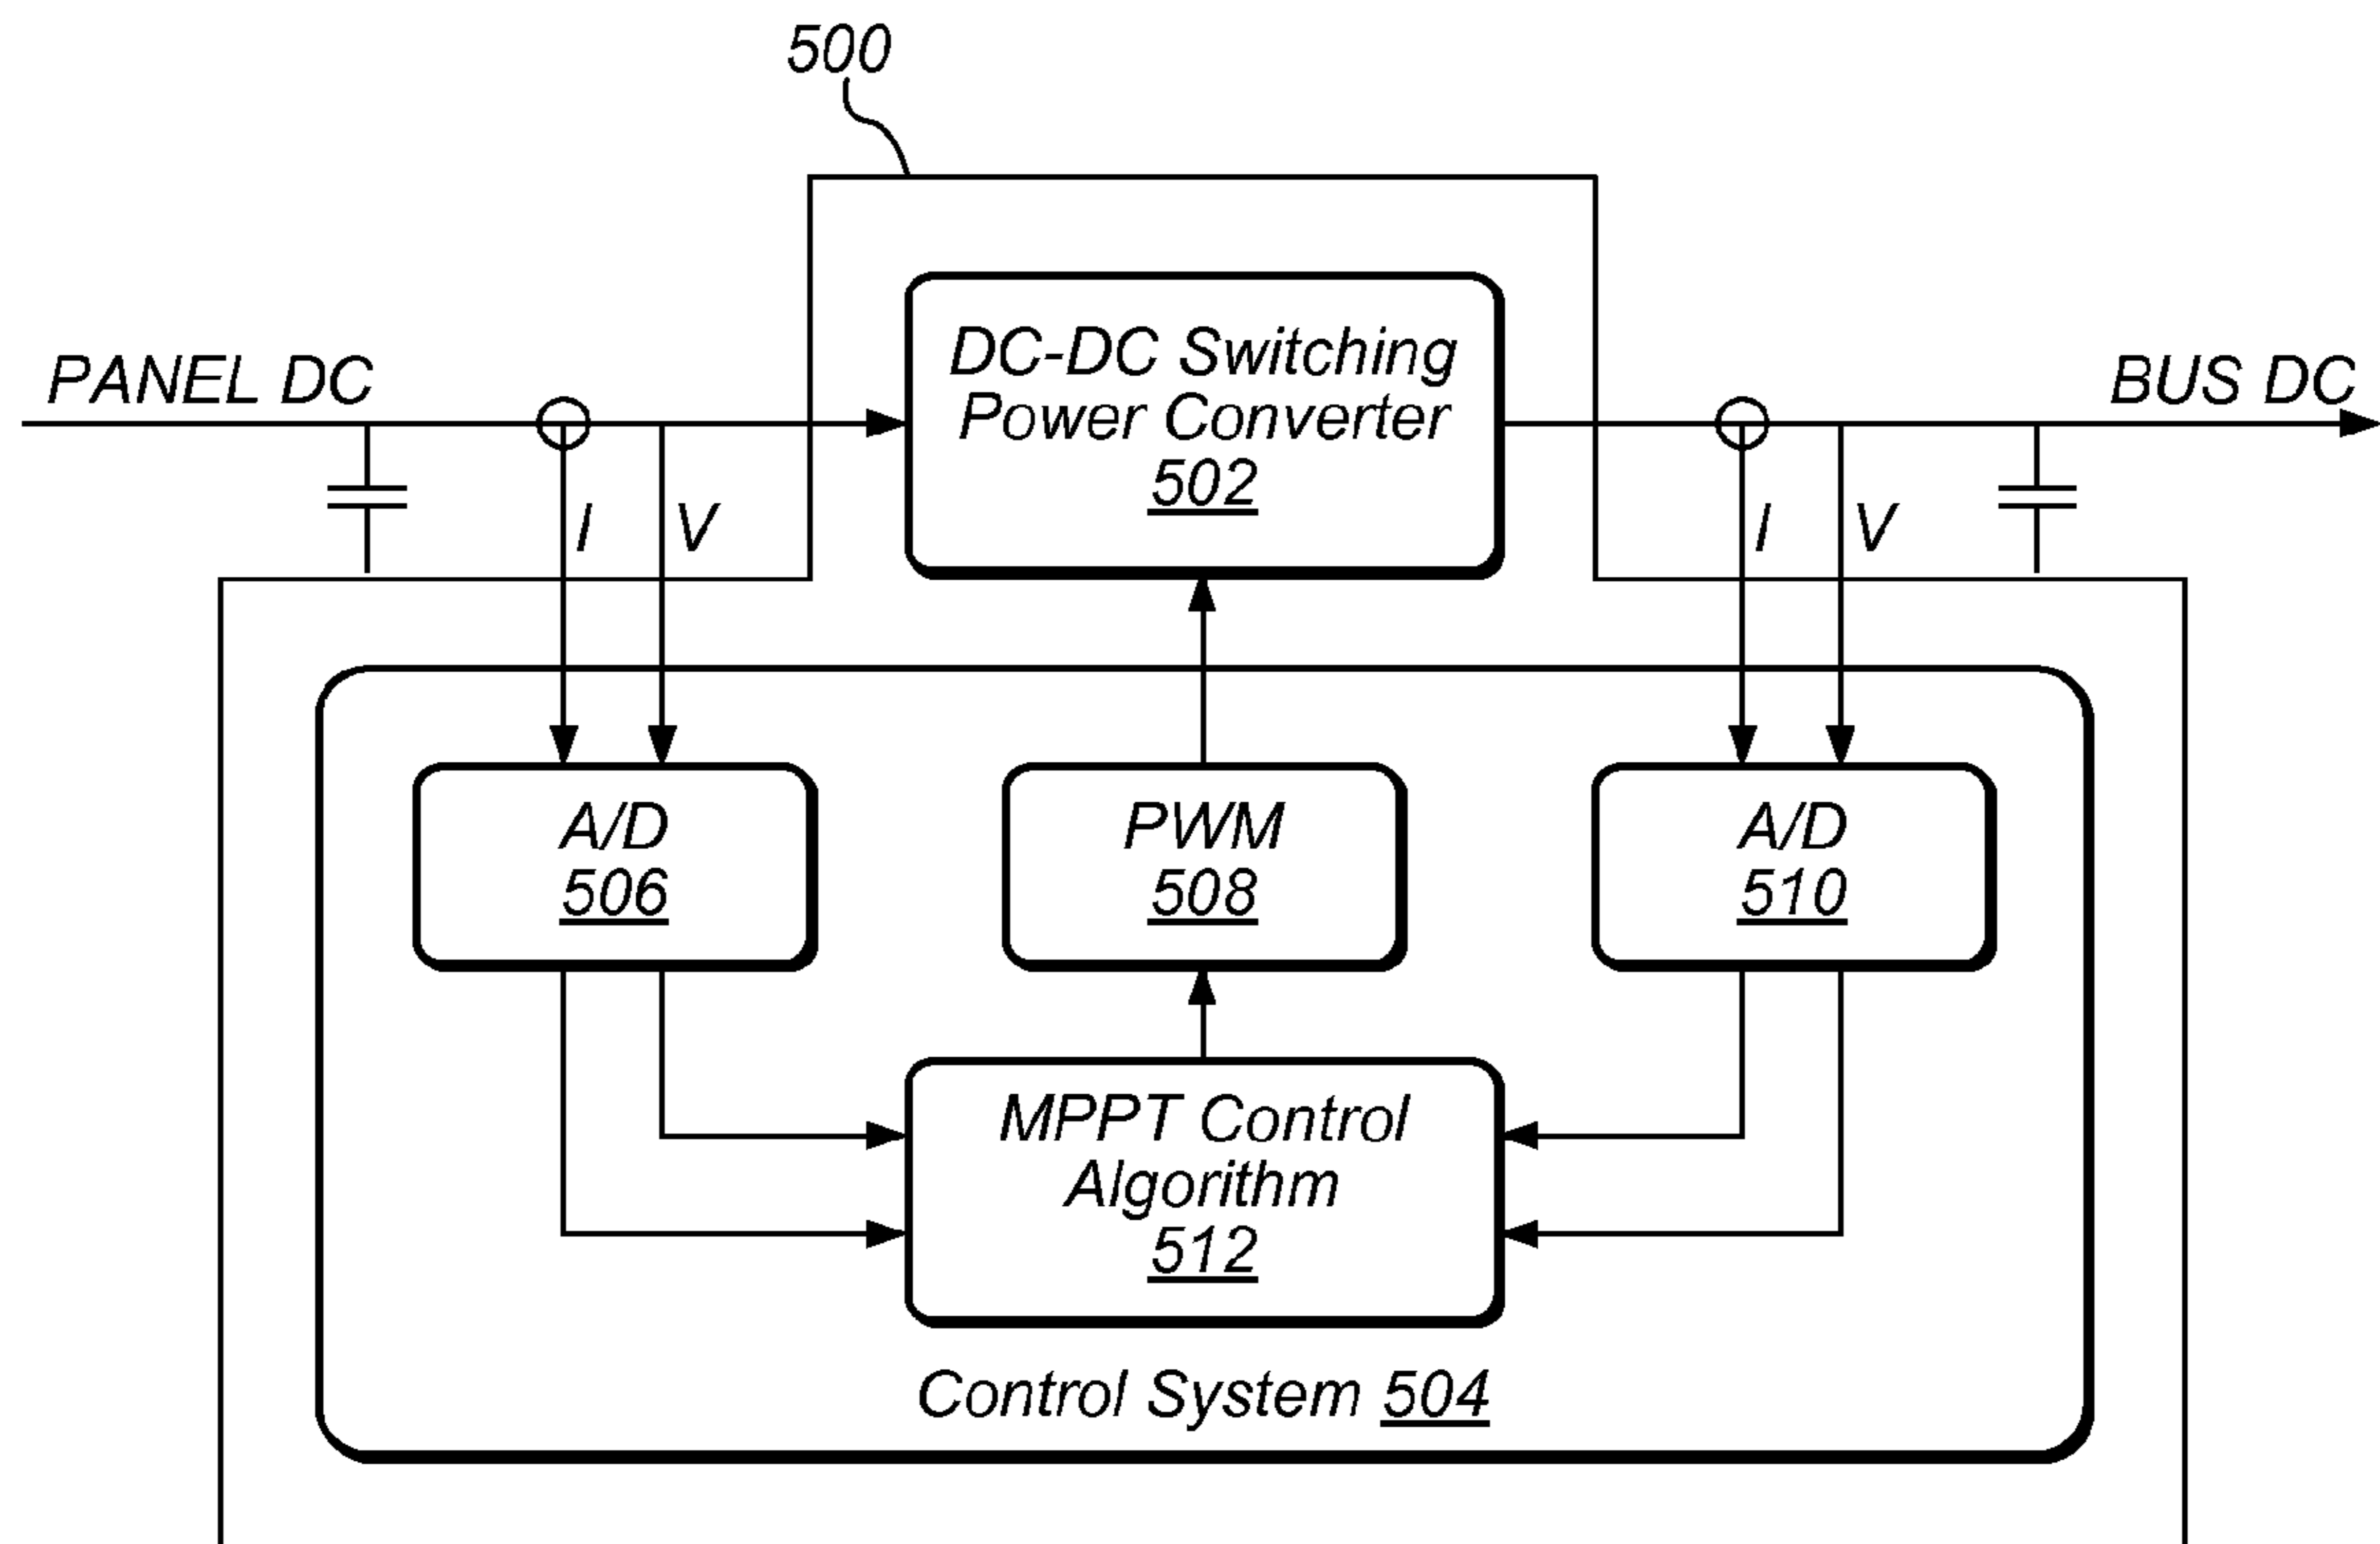 500
PANEL DC
DC-DC Switching
Power Converter
502
BUS DC
I
V
I
V
A/D
506
PWM
508
A/D
510
MPPT Control
Algorithm
512
Control System 504